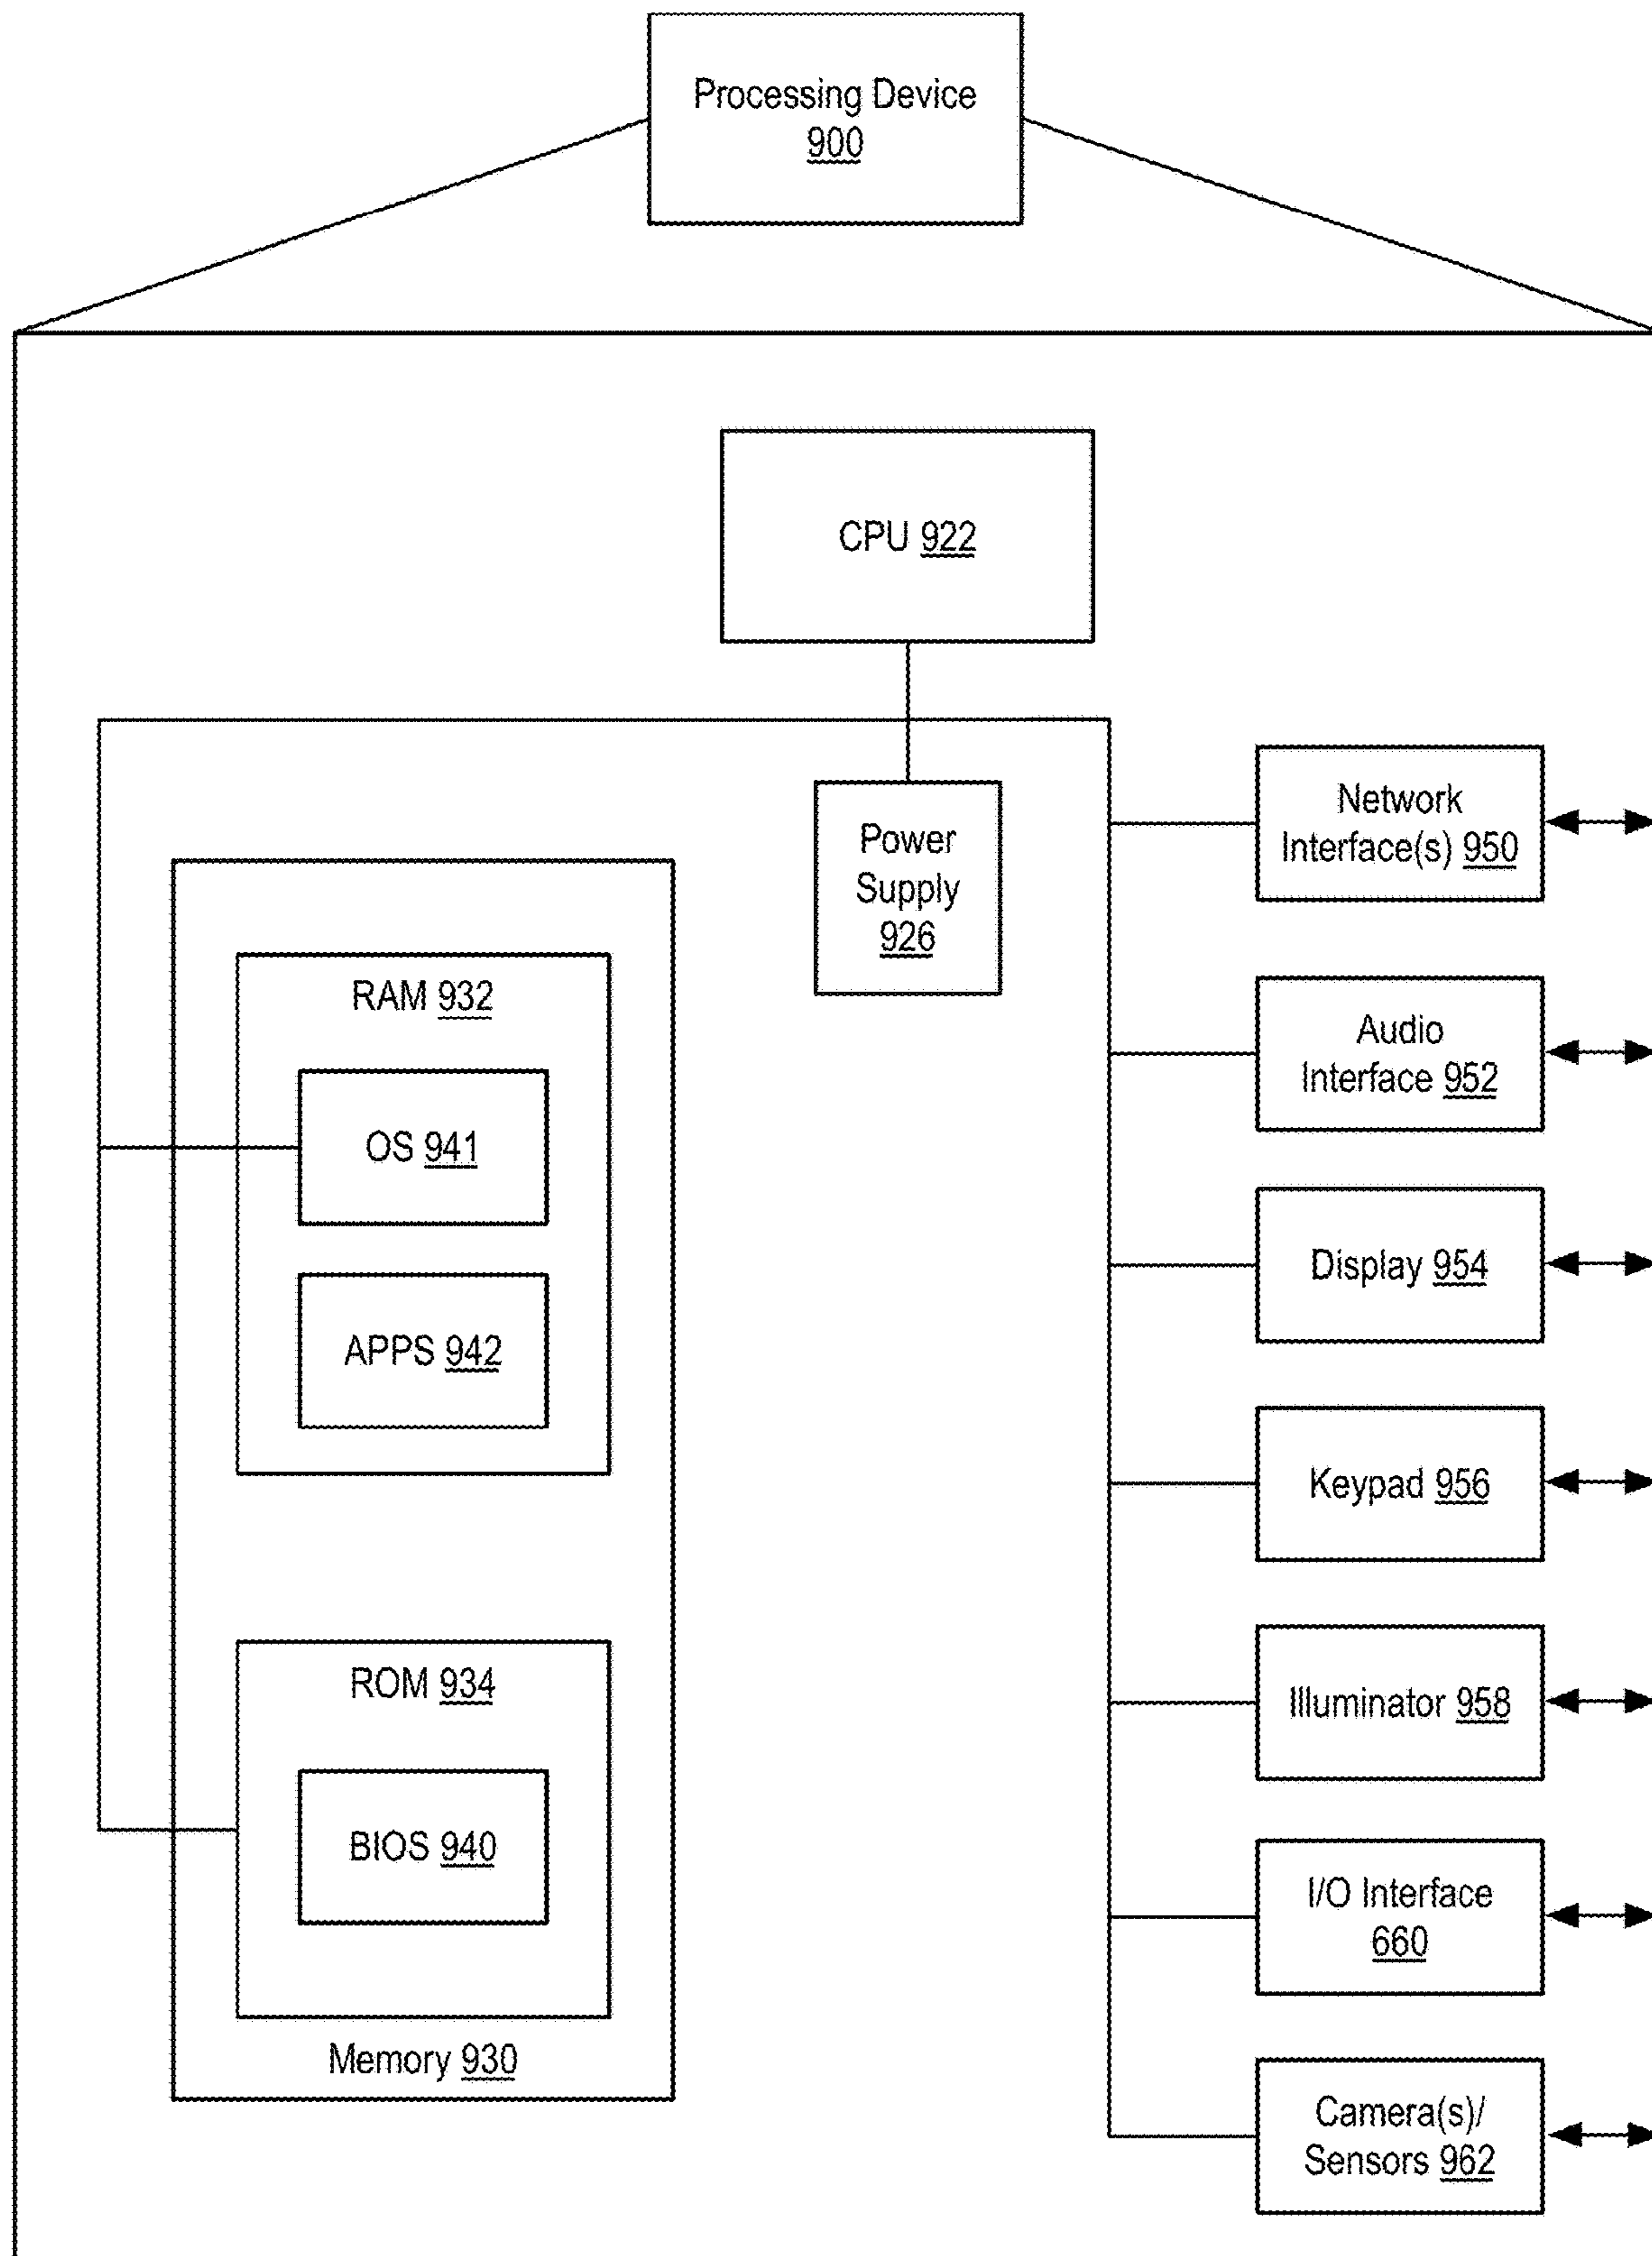 Processing Device
900
CPU 922
Power
Supply
926
RAM 932
OS 941
APPS 942
ROM 934
BIOS 940
Memory 930
Network
Interface(s) 950
Audio
Interface 952
Display 954
Keypad 956
Illuminator 958
I/O Interface
660
Camera(s)/
Sensors 962